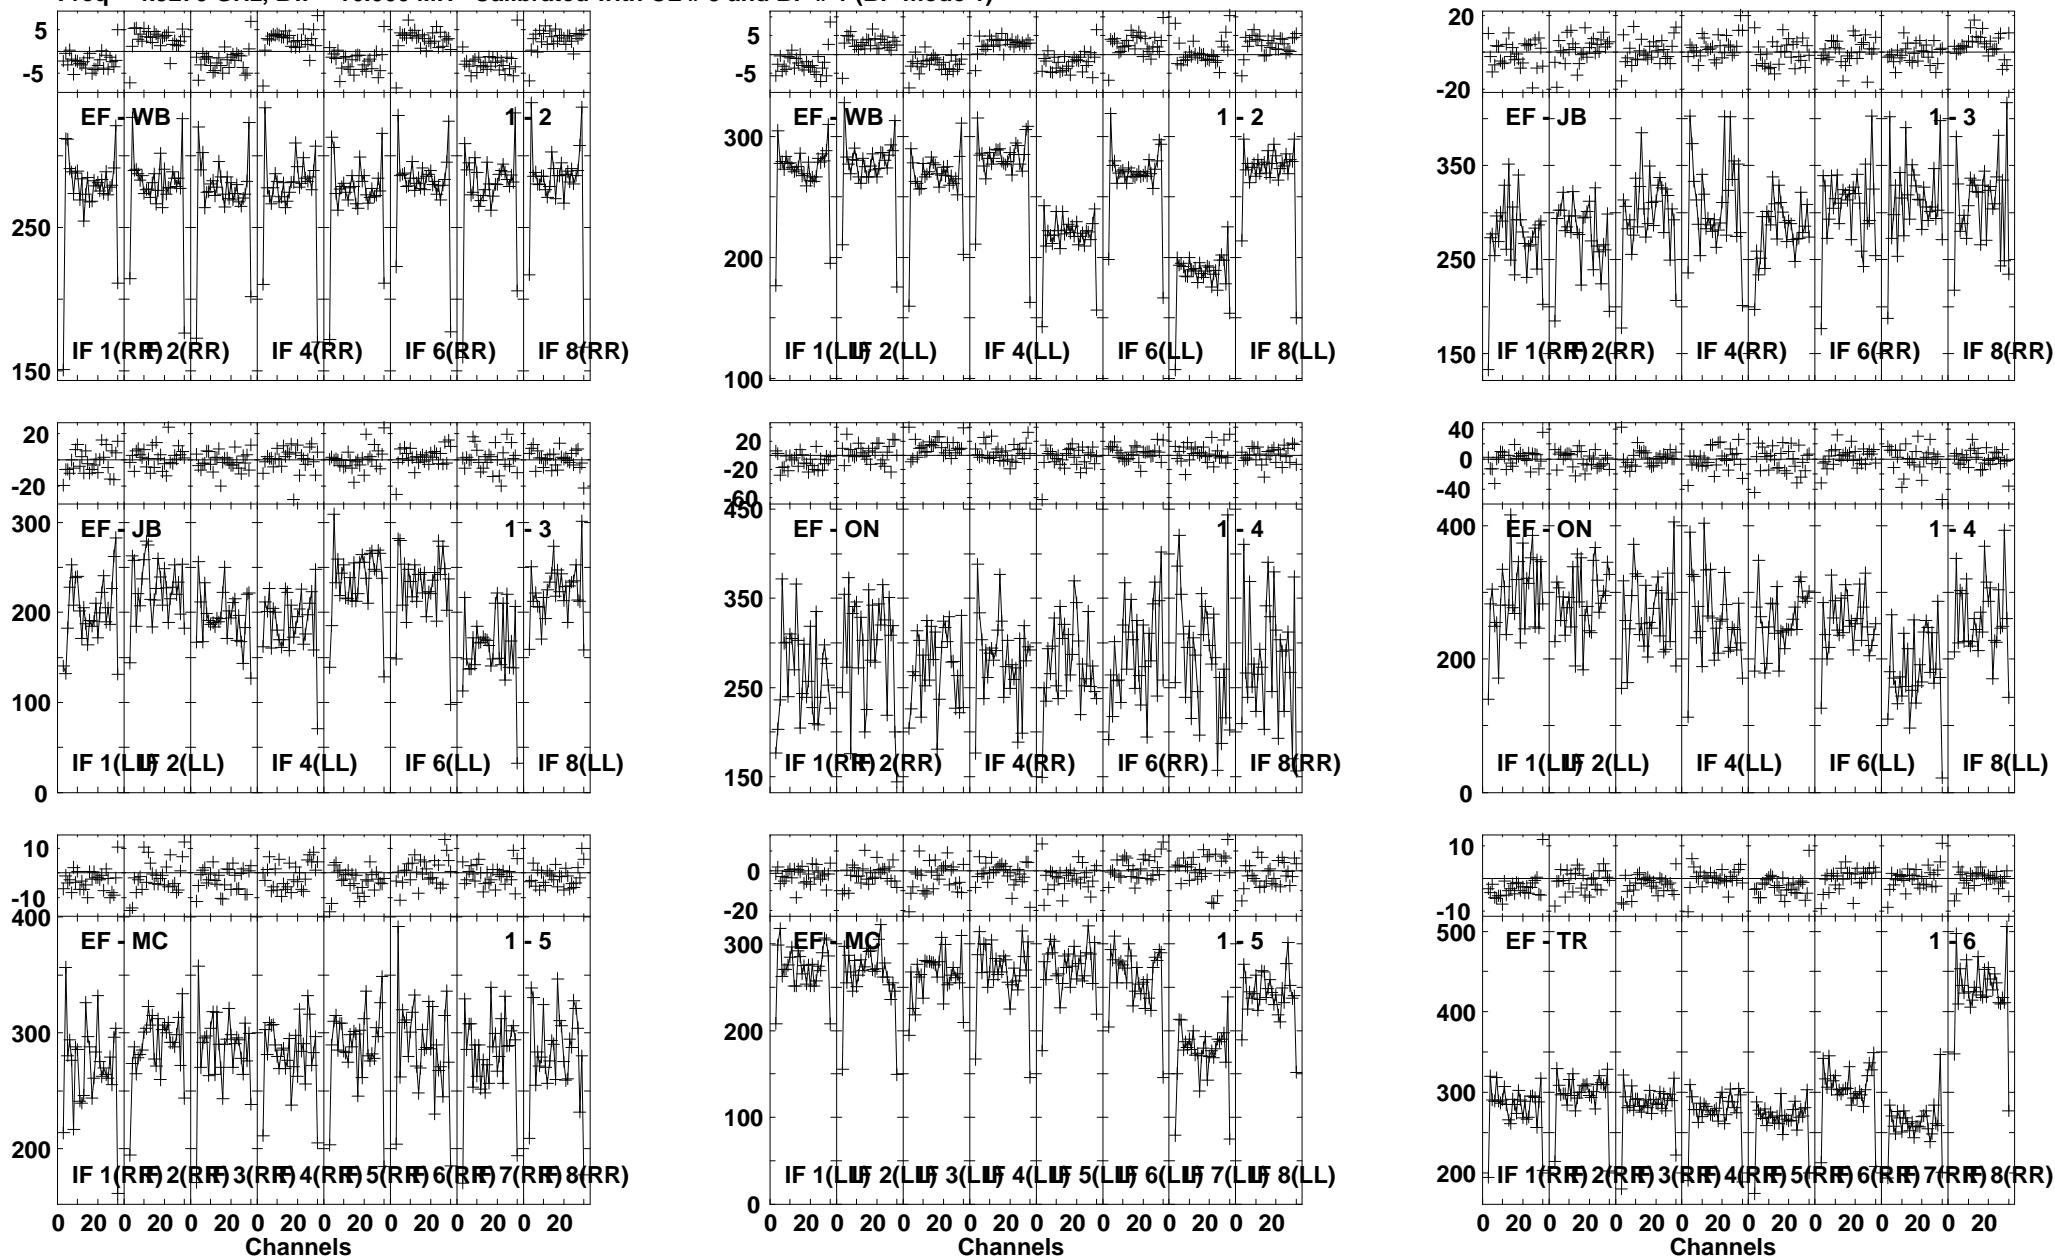 5
-5
EF - WB
1 - 2
250
150
IF 1(RR)
IF 2(RR)
IF 4(RR)
IF 6(RR)
IF 8(RR)
5
-5
EF - WB
1 - 2
300
200
100
IF 1(LL)
IF 2(LL)
IF 4(LL)
IF 6(LL)
IF 8(LL)
20
-20
EF - JB
1 - 3
350
250
150
IF 1(RR)
IF 2(RR)
IF 4(RR)
IF 6(RR)
IF 8(RR)
20
-20
EF - JB
1 - 3
300
200
100
0
IF 1(LL)
IF 2(LL)
IF 4(LL)
IF 6(LL)
IF 8(LL)
20
-20
-60
EF - ON
1 - 4
450
350
250
150
IF 1(RR)
IF 2(RR)
IF 4(RR)
IF 6(RR)
IF 8(RR)
40
0
-40
EF - ON
1 - 4
400
200
0
IF 1(LL)
IF 2(LL)
IF 4(LL)
IF 6(LL)
IF 8(LL)
10
-10
EF - MC
1 - 5
400
300
200
IF 1(RR)
IF 2(RR)
IF 3(RR)
IF 4(RR)
IF 5(RR)
IF 6(RR)
IF 7(RR)
IF 8(RR)
0 20 0 20 0 20 0 20 0 20 0 20 0 20 0 20
Channels
0
-20
EF - MC
1 - 5
300
200
100
0
IF 1(LL)
IF 2(LL)
IF 3(LL)
IF 4(LL)
IF 5(LL)
IF 6(LL)
IF 7(LL)
IF 8(LL)
0 20 0 20 0 20 0 20 0 20 0 20 0 20 0 20
Channels
10
-10
EF - TR
1 - 6
500
400
300
200
IF 1(RR)
IF 2(RR)
IF 3(RR)
IF 4(RR)
IF 5(RR)
IF 6(RR)
IF 7(RR)
IF 8(RR)
0 20 0 20 0 20 0 20 0 20 0 20 0 20 0 20
Channels